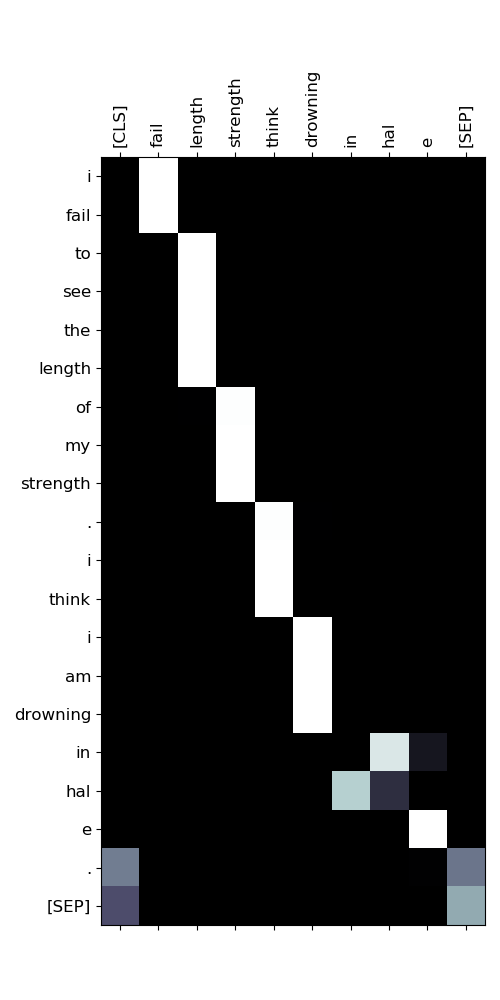 [CLS] fail length strength think drowning in hal e [SEP]
i
fail
to
see
the
length
of
my
strength
.
i
think
i
am
drowning
in
hal
e
.
[SEP]